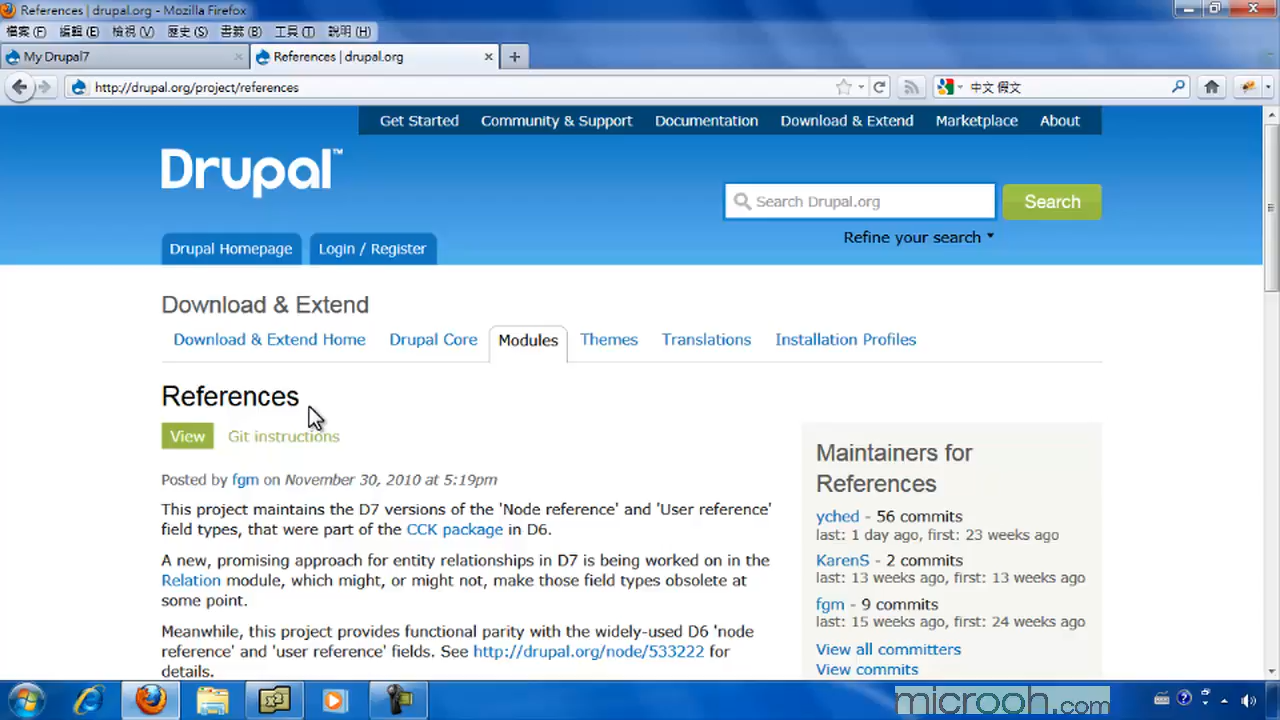 References | drupal.org - Mozilla Firefox
檔案(F) 編輯(E) 檢視(V) 歷史(S) 書籤(B) 工具(T) 說明(H)
My Drupal7
References | drupal.org
http://drupal.org/project/references
中文 假文
Get Started Community & Support Documentation Download & Extend Marketplace About
Drupal™
Search Drupal.org
Search
Refine your search
Drupal Homepage Login / Register
Download & Extend
Download & Extend Home Drupal Core Modules Themes Translations Installation Profiles
References
View Git instructions
Posted by fgm on November 30, 2010 at 5:19pm
This project maintains the D7 versions of the 'Node reference' and 'User reference'
field types, that were part of the CCK package in D6.
A new, promising approach for entity relationships in D7 is being worked on in the
Relation module, which might, or might not, make those field types obsolete at
some point.
Meanwhile, this project provides functional parity with the widely-used D6 'node
reference' and 'user reference' fields. See http://drupal.org/node/533222 for
details.
Maintainers for
References
yched - 56 commits
last: 1 day ago, first: 23 weeks ago
KarenS - 2 commits
last: 13 weeks ago, first: 13 weeks ago
fgm - 9 commits
last: 15 weeks ago, first: 24 weeks ago
View all committers
View commits
microoh.com